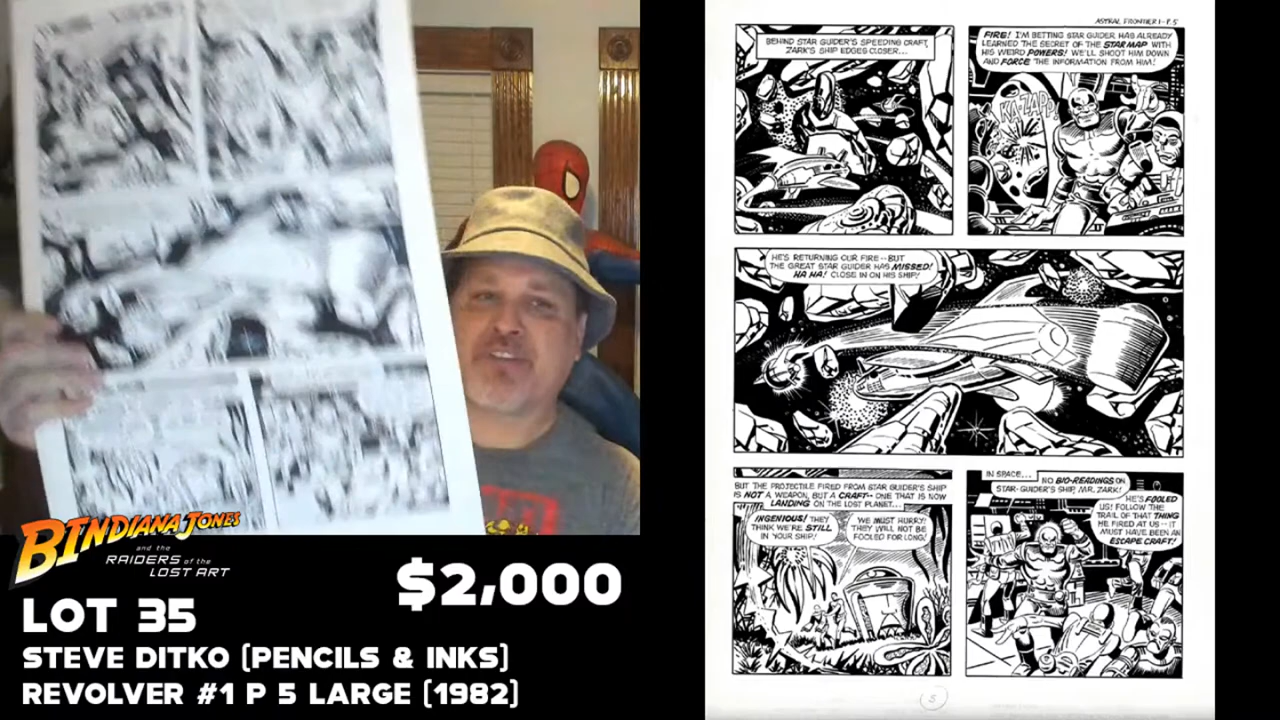 BINDIANA JONES
and the
RAIDERS of the
LOST ART
$2,000
LOT 35
STEVE DITKO [PENCILS & INKS]
REVOLVER #1 P 5 LARGE [1982]
ASTRAL FRONTIER 1-P.5
BEHIND STAR GUIDER'S SPEEDING CRAFT,
ZARK'S SHIP EDGES CLOSER...
FIRE! I'M BETTING STAR GUIDER HAS ALREADY
LEARNED THE SECRET OF THE STAR MAP WITH
HIS WEIRD POWERS! WE'LL SHOOT HIM DOWN
AND FORCE THE INFORMATION FROM HIM!
KA-ZAPP
HE'S RETURNING OUR FIRE--BUT
THE GREAT STAR GUIDER HAS MISSED!
HA HA! CLOSE IN ON HIS SHIP!
BUT THE PROJECTILE FIRED FROM STAR GUIDER'S SHIP
IS NOT A WEAPON, BUT A CRAFT-- ONE THAT IS NOW
LANDING ON THE LOST PLANET...
INGENIOUS! THEY
THINK WE'RE STILL
IN YOUR SHIP!
WE MUST HURRY!
THEY WILL NOT BE
FOOLED FOR LONG!
IN SPACE...
NO BIO-READINGS ON
STAR-GUIDER'S SHIP, MR. ZARK!
HE'S FOOLED
US! FOLLOW THE
TRAIL OF THAT THING
HE FIRED AT US--IT
MUST HAVE BEEN AN
ESCAPE CRAFT!
5